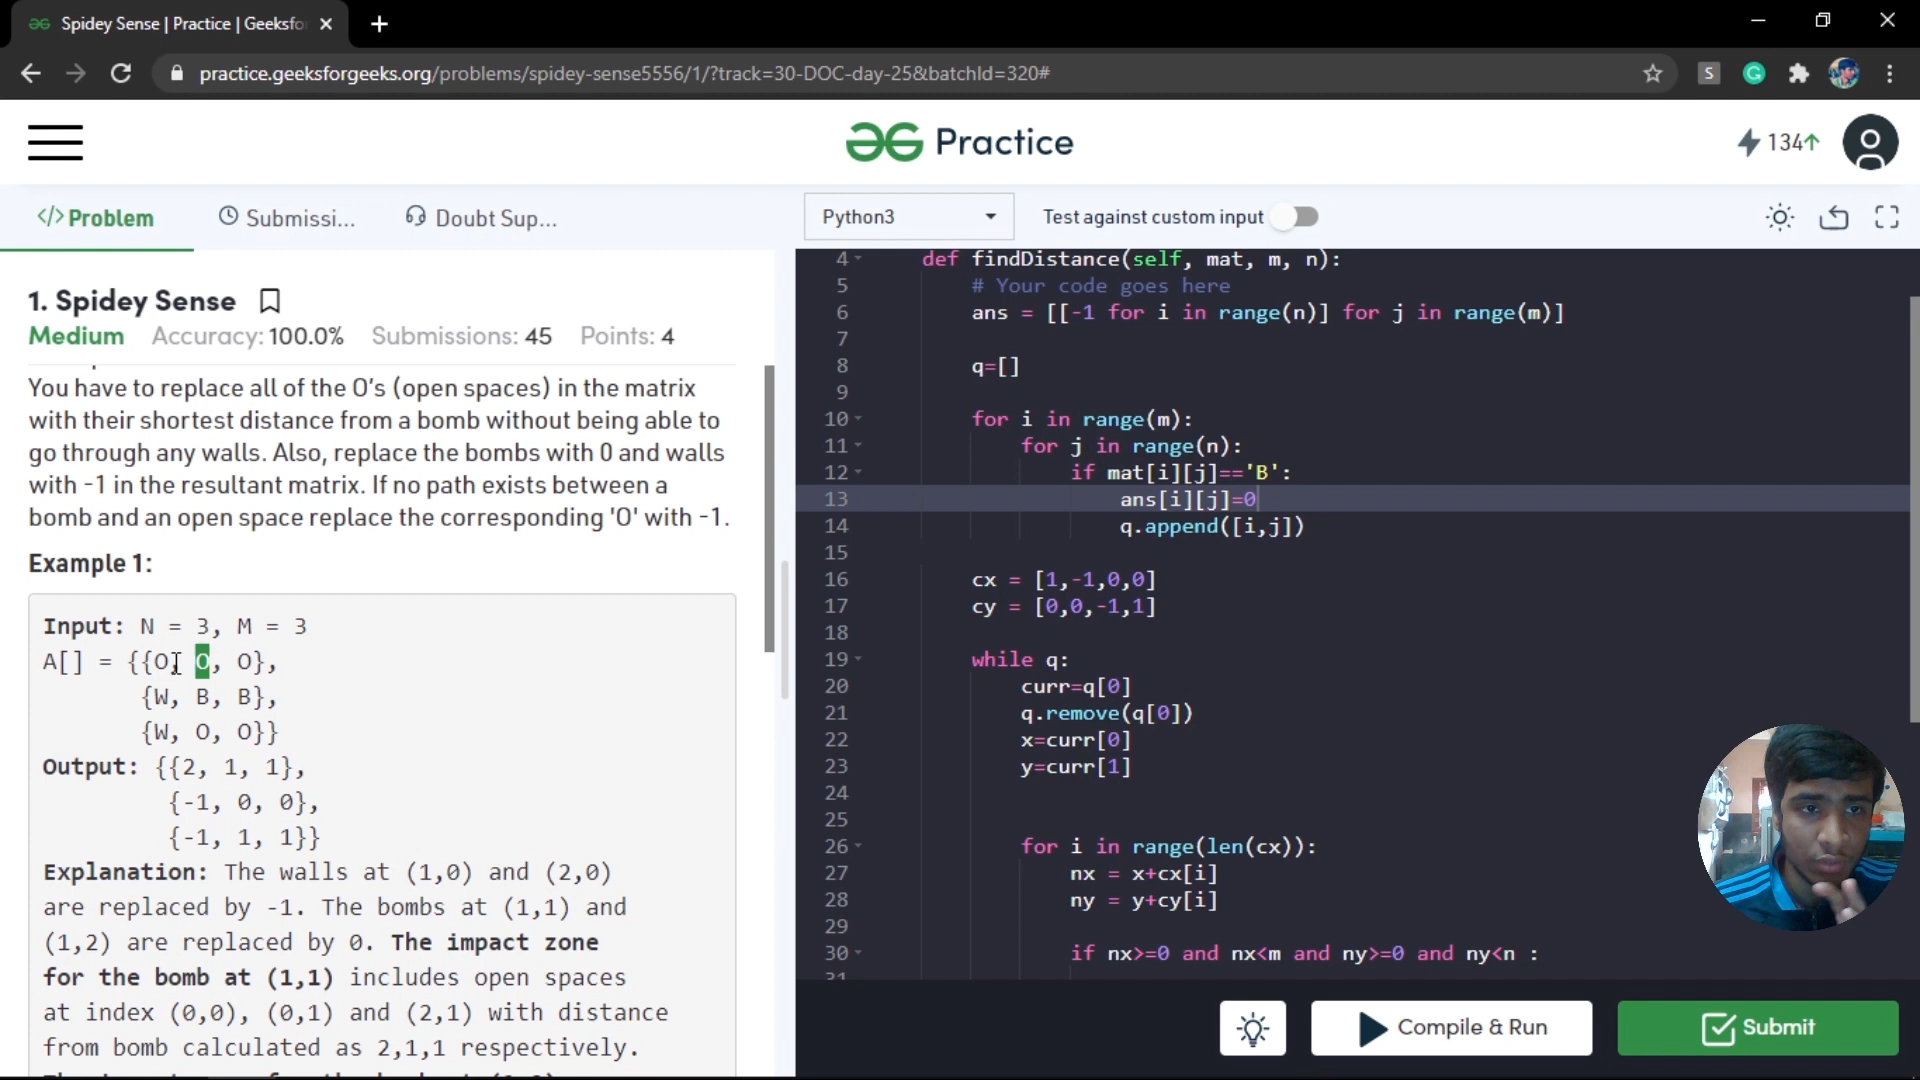 Spidey Sense | Practice | Geeksfo
practice.geeksforgeeks.org/problems/spidey-sense5556/1/?track=30-DOC-day-25&batchId=320#
S
G
Practice
134↑
</> Problem
Submissi...
Doubt Sup...
Python3
Test against custom input
1. Spidey Sense
Medium Accuracy: 100.0% Submissions: 45 Points: 4
You have to replace all of the O's (open spaces) in the matrix
with their shortest distance from a bomb without being able to
go through any walls. Also, replace the bombs with 0 and walls
with -1 in the resultant matrix. If no path exists between a
bomb and an open space replace the corresponding 'O' with -1.
Example 1:
Input: N = 3, M = 3
A[] = {{O, O, O},
{W, B, B},
{W, O, O}}
Output: {{2, 1, 1},
{-1, 0, 0},
{-1, 1, 1}}
Explanation: The walls at (1,0) and (2,0)
are replaced by -1. The bombs at (1,1) and
(1,2) are replaced by 0. The impact zone
for the bomb at (1,1) includes open spaces
at index (0,0), (0,1) and (2,1) with distance
from bomb calculated as 2,1,1 respectively.
4 def findDistance(self, mat, m, n):
5 # Your code goes here
6 ans = [[-1 for i in range(n)] for j in range(m)]
7
8 q=[]
9
10 for i in range(m):
11 for j in range(n):
12 if mat[i][j]=='B':
13 ans[i][j]=0
14 q.append([i,j])
15
16 cx = [1,-1,0,0]
17 cy = [0,0,-1,1]
18
19 while q:
20 curr=q[0]
21 q.remove(q[0])
22 x=curr[0]
23 y=curr[1]
24
25
26 for i in range(len(cx)):
27 nx = x+cx[i]
28 ny = y+cy[i]
29
30 if nx>=0 and nx<m and ny>=0 and ny<n :
31
Compile & Run
Submit